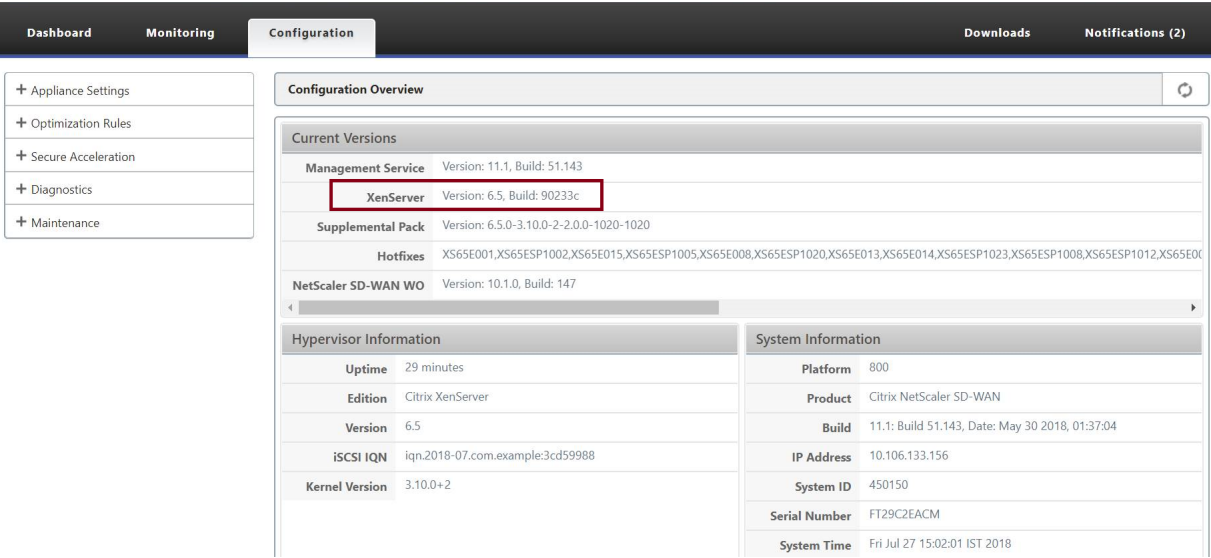 Dashboard Monitoring Configuration Downloads Notifications (2)
+ Appliance Settings
+ Optimization Rules
+ Secure Acceleration
+ Diagnostics
+ Maintenance
Configuration Overview
Current Versions
Management Service Version: 11.1, Build: 51.143
XenServer Version: 6.5, Build: 90233c
Supplemental Pack Version: 6.5.0-3.10.0-2-2.0.0-1020-1020
Hotfixes XS65E001,XS65ESP1002,XS65E015,XS65ESP1005,XS65E008,XS65ESP1020,XS65E013,XS65E014,XS65ESP1023,XS65ESP1008,XS65ESP1012,XS65E00
NetScaler SD-WAN WO Version: 10.1.0, Build: 147
Hypervisor Information
Uptime 29 minutes
Edition Citrix XenServer
Version 6.5
iSCSI IQN iqn.2018-07.com.example:3cd59988
Kernel Version 3.10.0+2
System Information
Platform 800
Product Citrix NetScaler SD-WAN
Build 11.1: Build 51.143, Date: May 30 2018, 01:37:04
IP Address 10.106.133.156
System ID 450150
Serial Number FT29C2EACM
System Time Fri Jul 27 15:02:01 IST 2018